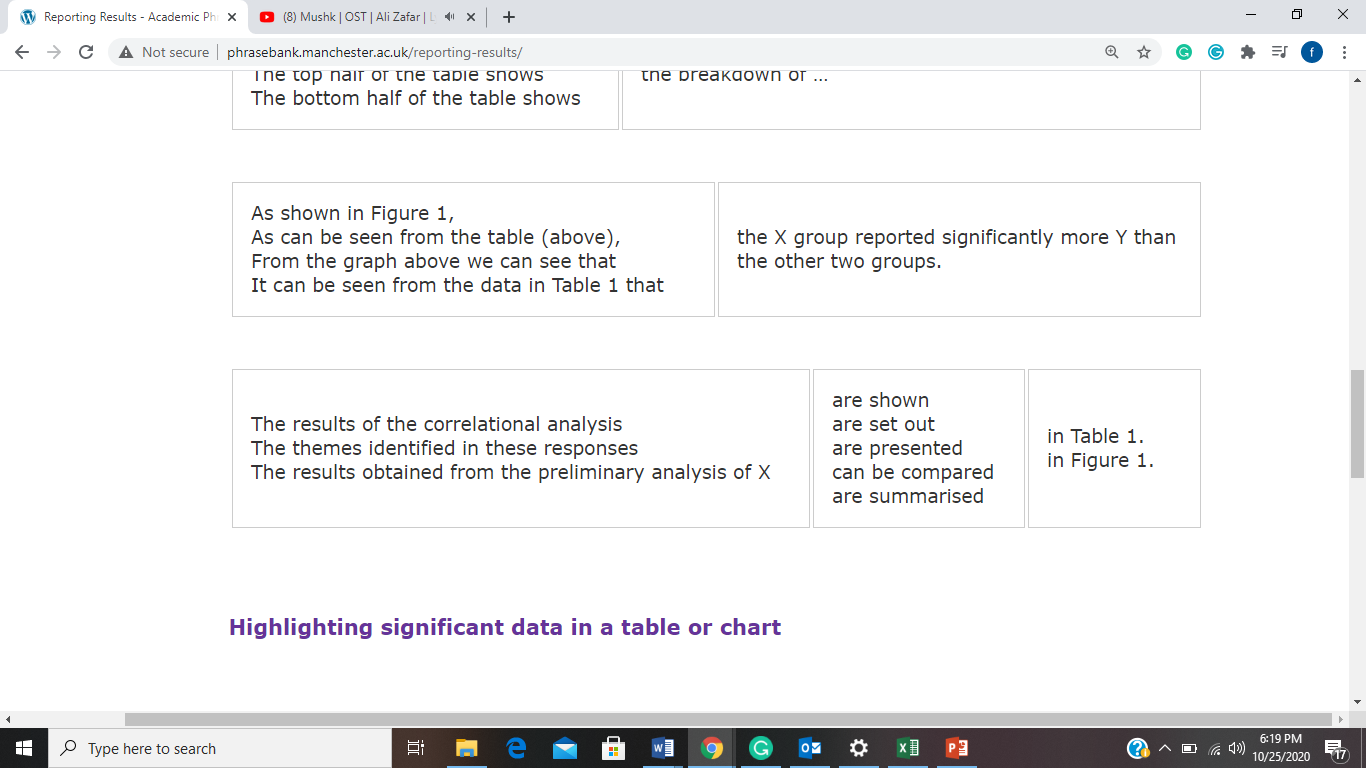 Reporting Results - Academic Ph
(8) Mushk | OST | Ali Zafar |
Not secure
phrasebank.manchester.ac.uk/reporting-results/
f
The top half of the table shows
The bottom half of the table shows
the breakdown of ...
As shown in Figure 1,
As can be seen from the table (above),
From the graph above we can see that
It can be seen from the data in Table 1 that
the X group reported significantly more Y than
the other two groups.
The results of the correlational analysis
The themes identified in these responses
The results obtained from the preliminary analysis of X
are shown
are set out
are presented
can be compared
are summarised
in Table 1.
in Figure 1.
Highlighting significant data in a table or chart
Type here to search
6:19 PM
10/25/2020
17